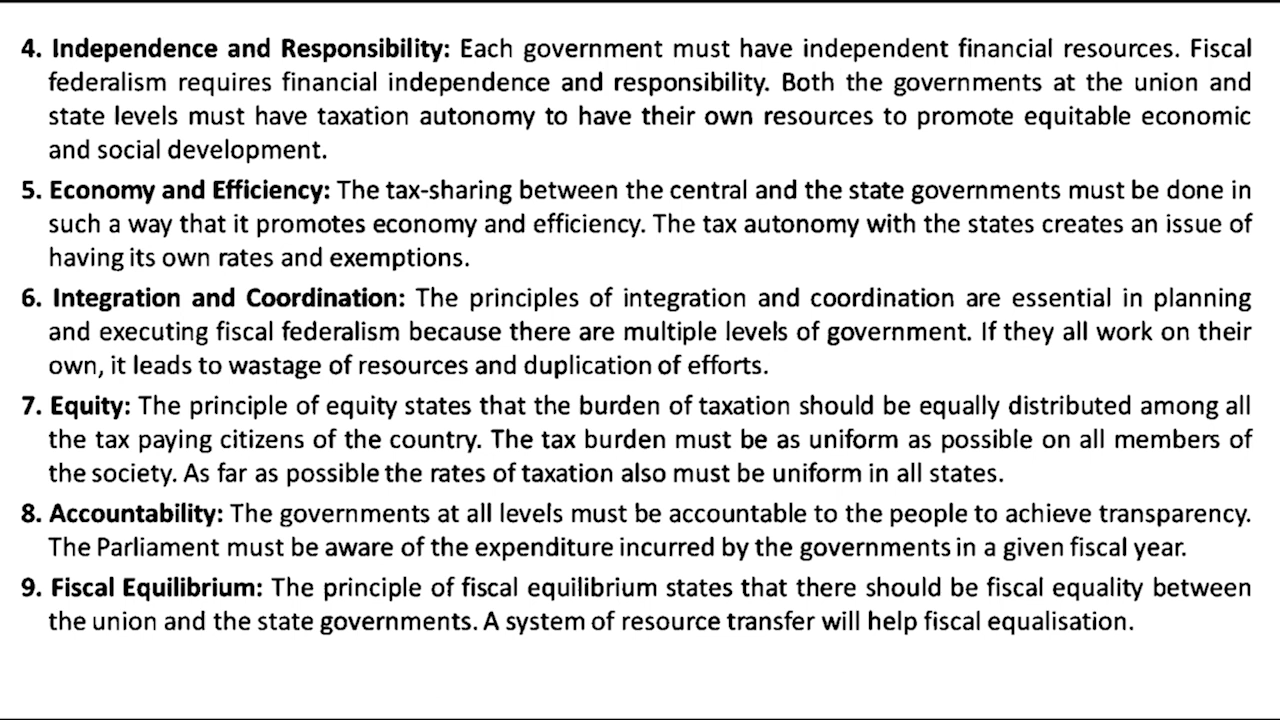 4. Independence and Responsibility: Each government must have independent financial resources. Fiscal
federalism requires financial independence and responsibility. Both the governments at the union and
state levels must have taxation autonomy to have their own resources to promote equitable economic
and social development.
5. Economy and Efficiency: The tax-sharing between the central and the state governments must be done in
such a way that it promotes economy and efficiency. The tax autonomy with the states creates an issue of
having its own rates and exemptions.
6. Integration and Coordination: The principles of integration and coordination are essential in planning
and executing fiscal federalism because there are multiple levels of government. If they all work on their
own, it leads to wastage of resources and duplication of efforts.
7. Equity: The principle of equity states that the burden of taxation should be equally distributed among all
the tax paying citizens of the country. The tax burden must be as uniform as possible on all members of
the society. As far as possible the rates of taxation also must be uniform in all states.
8. Accountability: The governments at all levels must be accountable to the people to achieve transparency.
The Parliament must be aware of the expenditure incurred by the governments in a given fiscal year.
9. Fiscal Equilibrium: The principle of fiscal equilibrium states that there should be fiscal equality between
the union and the state governments. A system of resource transfer will help fiscal equalisation.